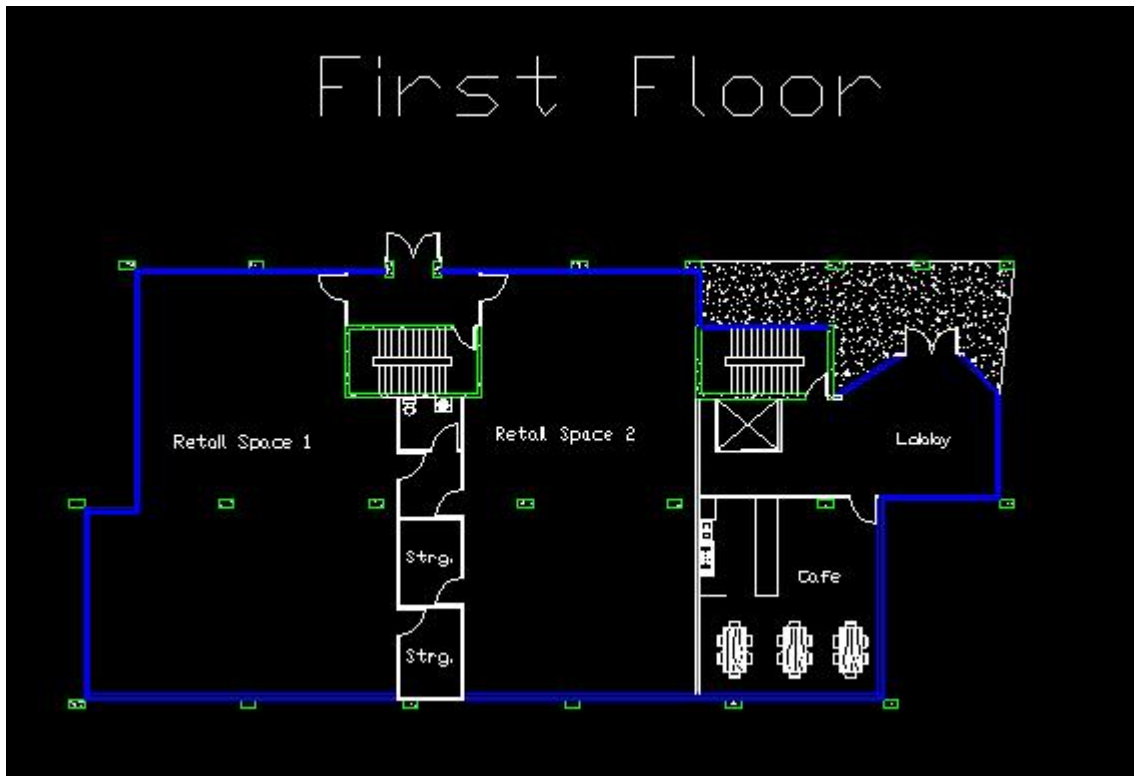 First Floor
Retail Space 1
Retail Space 2
Lobby
Strg.
Cafe
Strg.